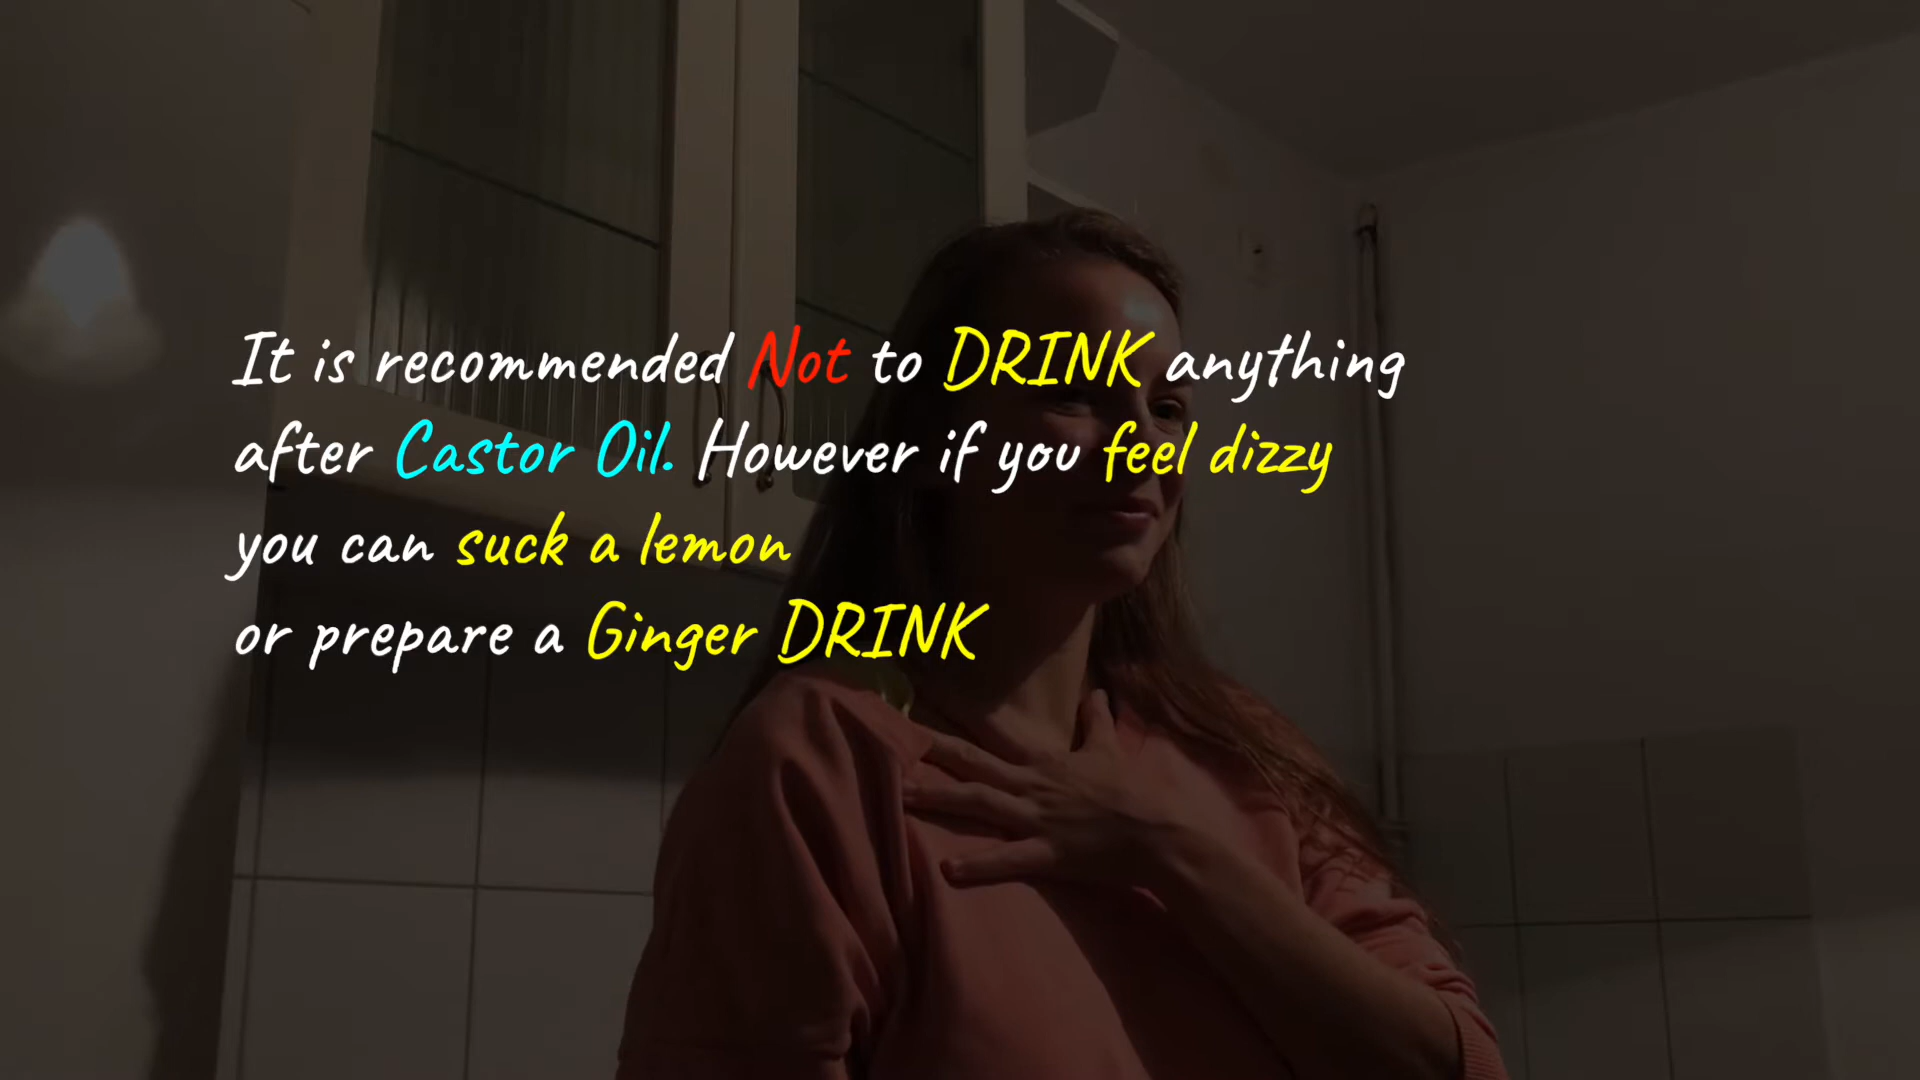 It is recommended Not to DRINK anything
after Castor Oil. However if you feel dizzy
you can suck a lemon
or prepare a Ginger DRINK